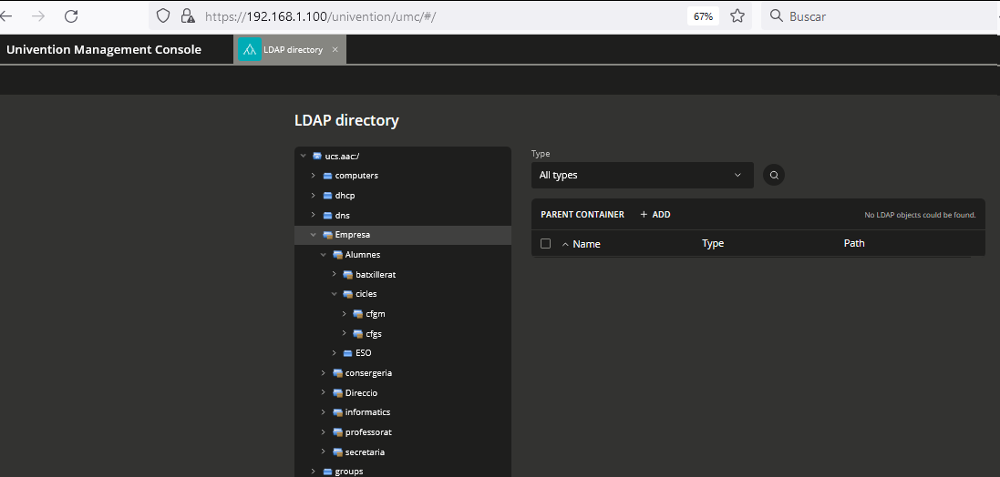 https://192.168.1.100/univention/umc/#/
67%
Buscar
Univention Management Console
LDAP directory
LDAP directory
ucs.aac:/
computers
dhcp
dns
Empresa
Alumnes
batxillerat
cicles
cfgm
cfgs
ESO
consergeria
Direccio
informatics
professorat
secretaria
groups
Type
All types
PARENT CONTAINER + ADD No LDAP objects could be found.
Name Type Path